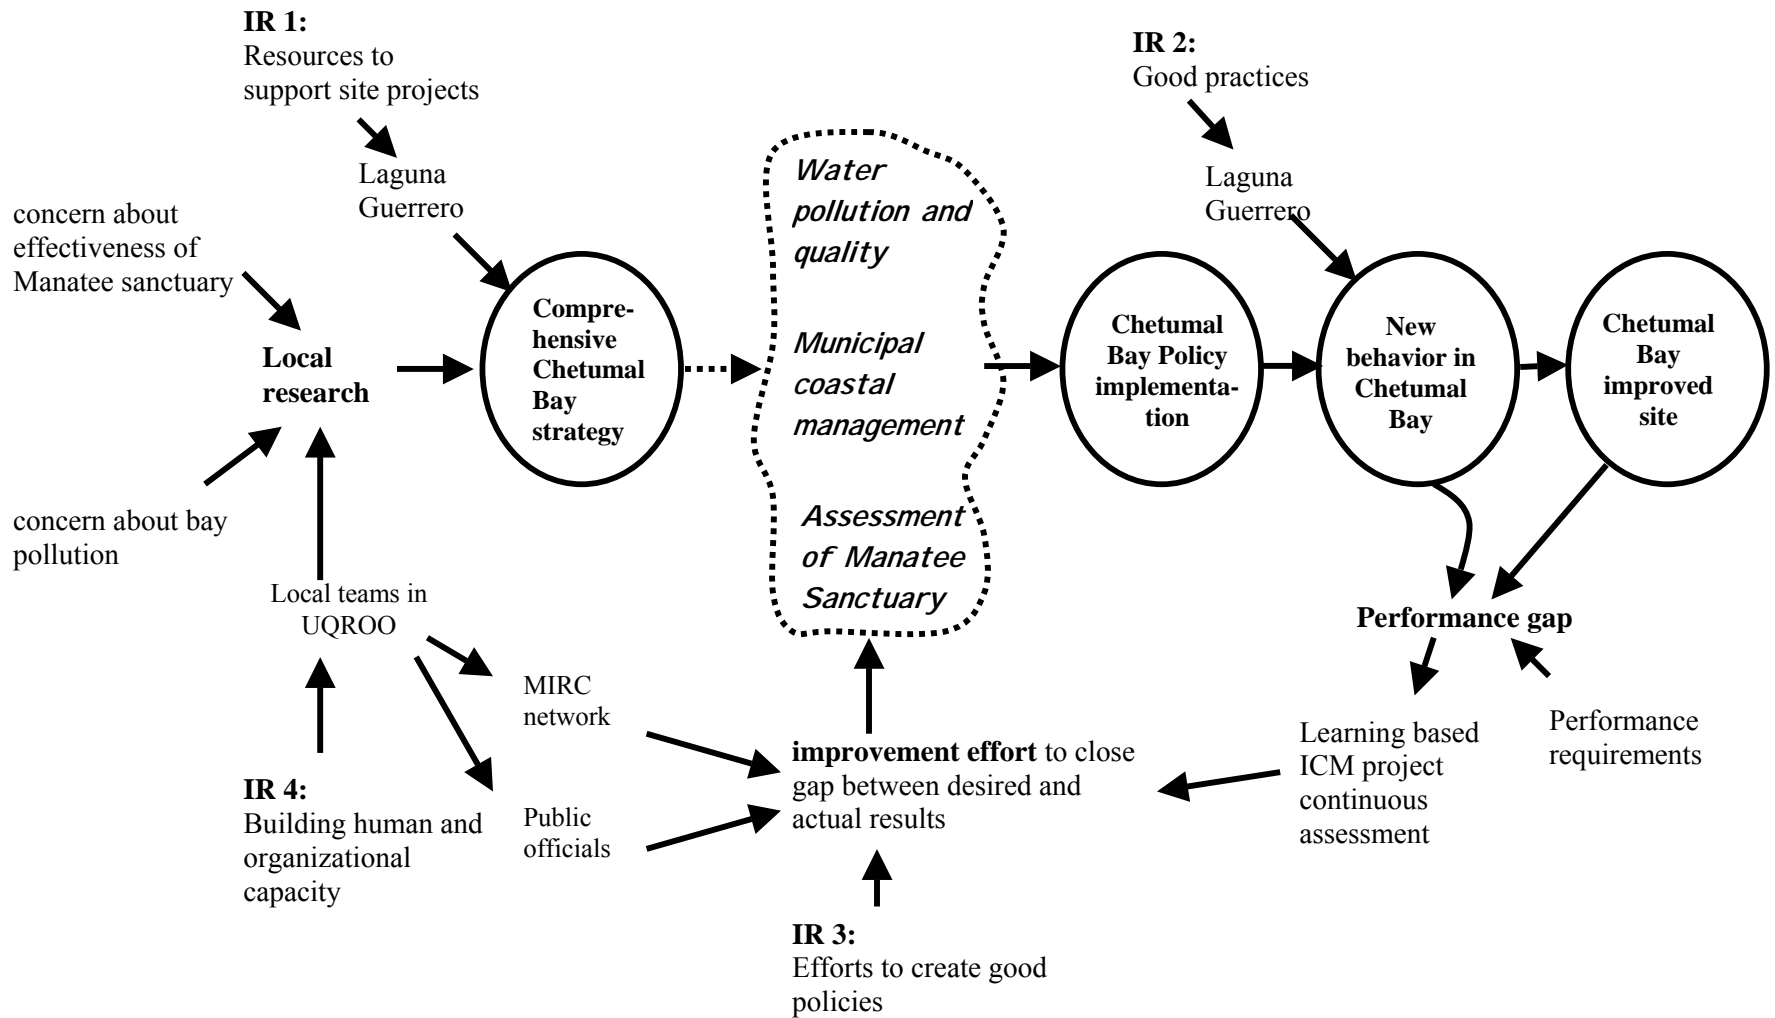 IR 1:
Resources to
support site projects
Laguna
Guerrero
concern about
effectiveness of
Manatee sanctuary
Local
research
concern about bay
pollution
Local teams in
UQROO
IR 4:
Building human and
organizational
capacity
MIRC
network
Public
officials
Compre-
hensive
Chetumal
Bay
strategy
Water
pollution and
quality
Municipal
coastal
management
Assessment
of Manatee
Sanctuary
improvement effort to close
gap between desired and
actual results
IR 3:
Efforts to create good
policies
IR 2:
Good practices
Laguna
Guerrero
Chetumal
Bay Policy
implementa-
tion
New
behavior in
Chetumal
Bay
Chetumal
Bay
improved
site
Performance gap
Learning based
ICM project
continuous
assessment
Performance
requirements